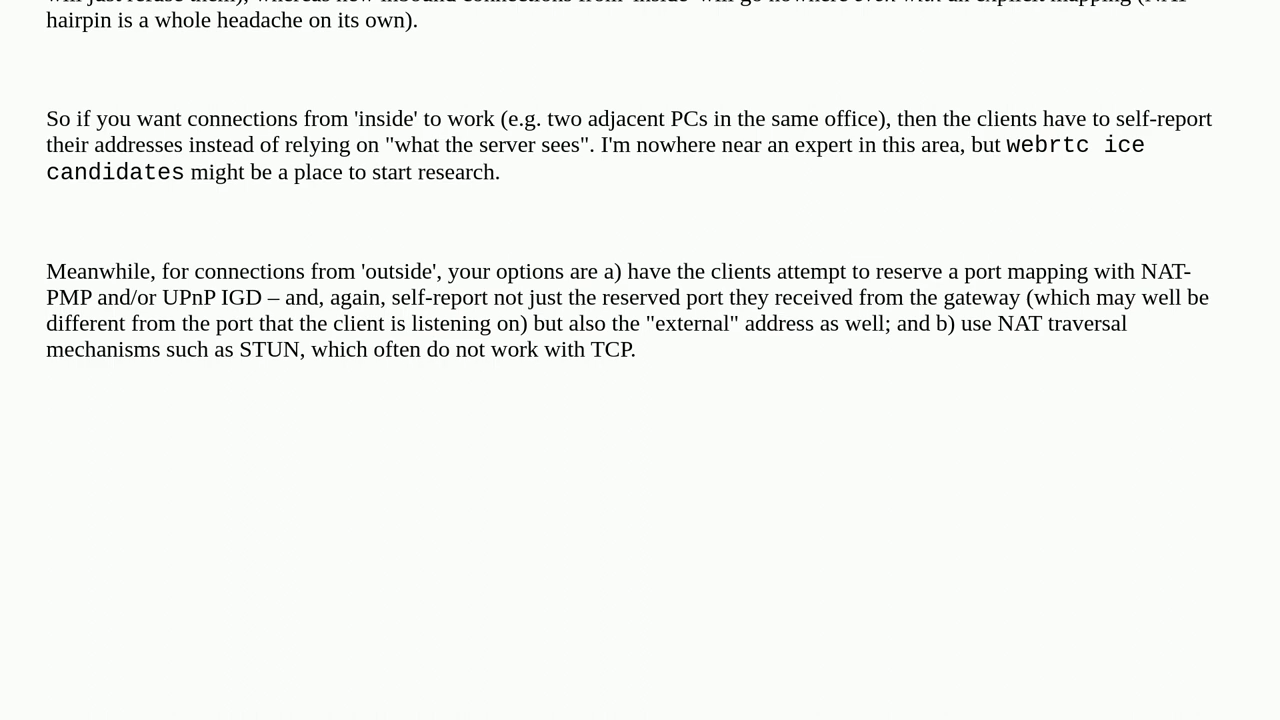 hairpin is a whole headache on its own).
So if you want connections from 'inside' to work (e.g. two adjacent PCs in the same office), then the clients have to self-report
their addresses instead of relying on "what the server sees". I'm nowhere near an expert in this area, but webrtc ice
candidates might be a place to start research.
Meanwhile, for connections from 'outside', your options are a) have the clients attempt to reserve a port mapping with NAT-
PMP and/or UPnP IGD – and, again, self-report not just the reserved port they received from the gateway (which may well be
different from the port that the client is listening on) but also the "external" address as well; and b) use NAT traversal
mechanisms such as STUN, which often do not work with TCP.